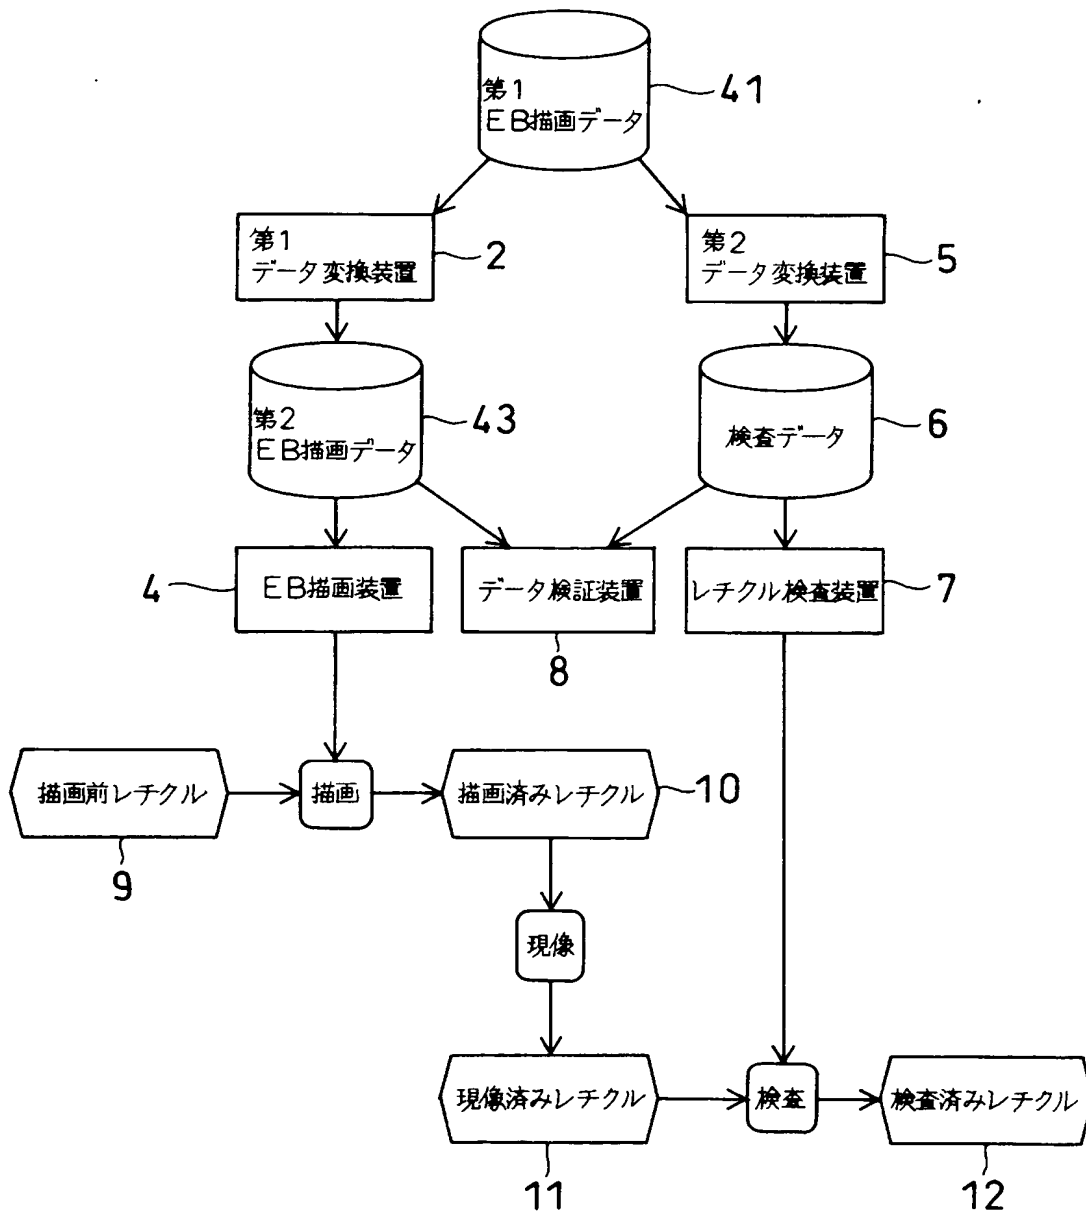 第1
EB描画データ
41
第1
データ変換装置
2
第2
データ変換装置
5
第2
EB描画データ
43
検査データ
6
4
EB描画装置
データ検証装置
8
レチクル検査装置
7
描画前レチクル
9
描画
描画済みレチクル
10
現像
現像済みレチクル
11
検査
検査済みレチクル
12